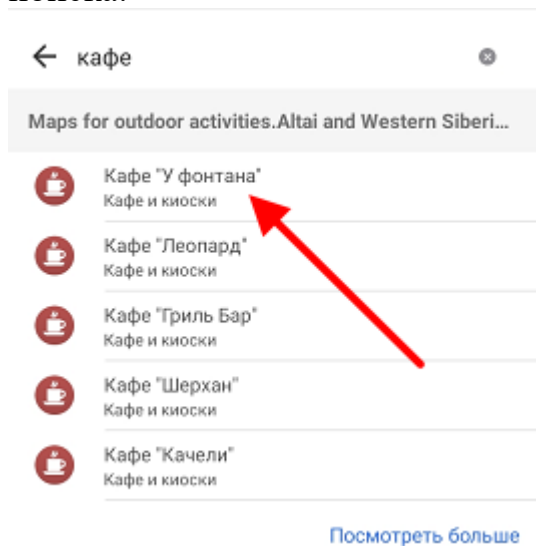 кафе
Maps for outdoor activities.Altai and Western Siberi...
Кафе "У фонтана"
Кафе и киоски
Кафе "Леопард"
Кафе и киоски
Кафе "Гриль Бар"
Кафе и киоски
Кафе "Шерхан"
Кафе и киоски
Кафе "Качели"
Кафе и киоски
Посмотреть больше